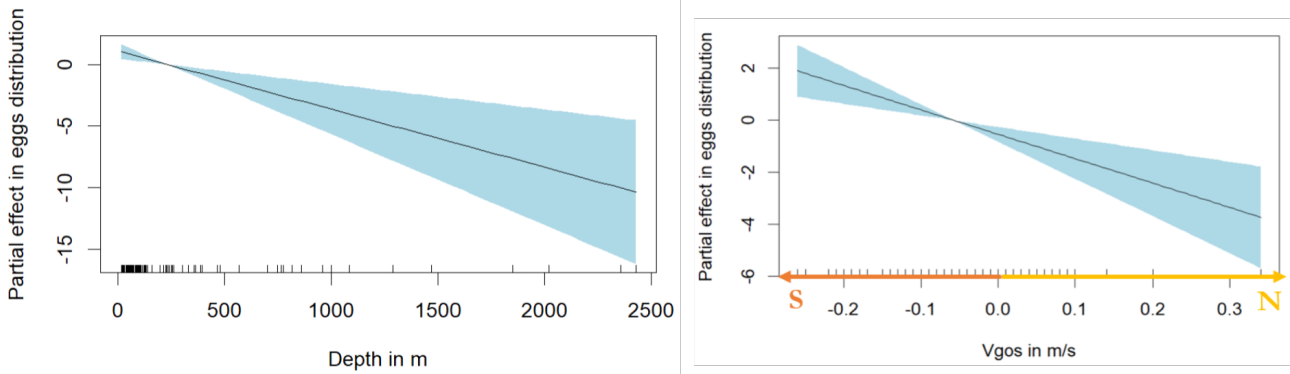 Partial effect in eggs distribution
0
-5
-10
-15
0 500 1000 1500 2000 2500
Depth in m
Partial effect in eggs distribution
2
0
-2
-4
-6
S N
-0.2 -0.1 0.0 0.1 0.2 0.3
Vgos in m/s